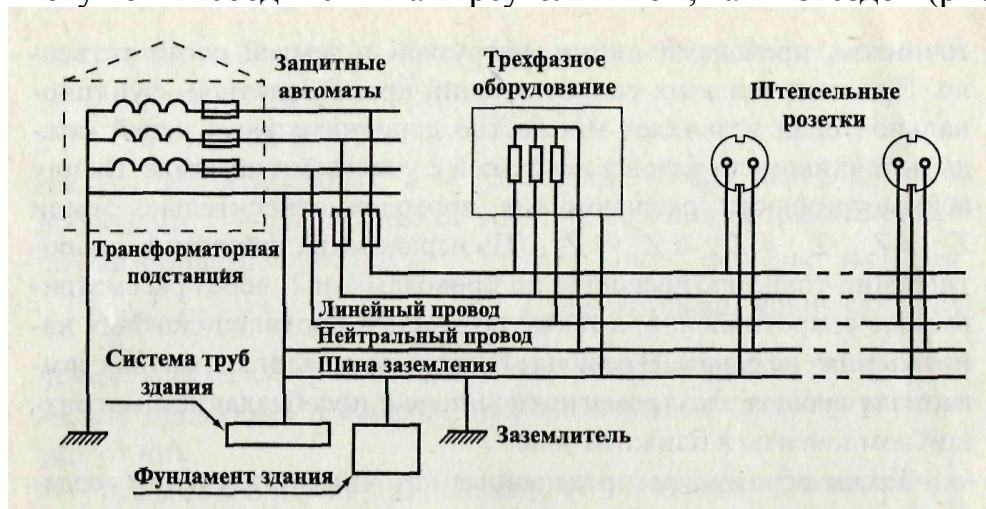 Защитные
автоматы
Трехфазное
оборудование
Штепсельные
розетки
Трансформаторная
подстанция
Линейный провод
Нейтральный провод
Шина заземления
Система труб
здания
Заземлитель
Фундамент здания